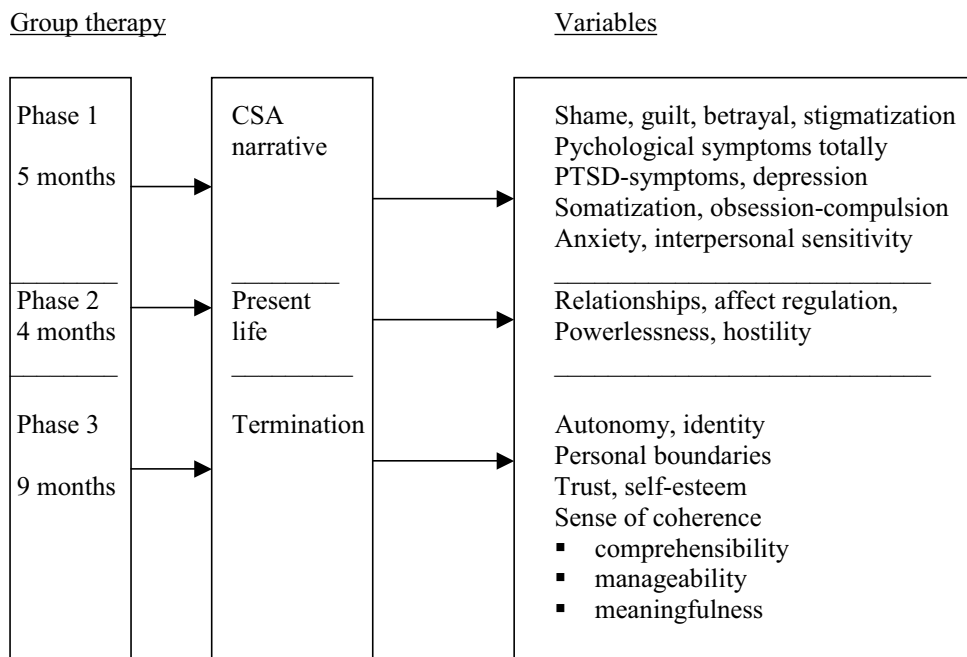 Group therapy
Variables
Phase 1
5 months
CSA
narrative
Shame, guilt, betrayal, stigmatization
Pychological symptoms totally
PTSD-symptoms, depression
Somatization, obsession-compulsion
Anxiety, interpersonal sensitivity
Phase 2
4 months
Present
life
Relationships, affect regulation,
Powerlessness, hostility
Phase 3
9 months
Termination
Autonomy, identity
Personal boundaries
Trust, self-esteem
Sense of coherence
▪ comprehensibility
▪ manageability
▪ meaningfulness